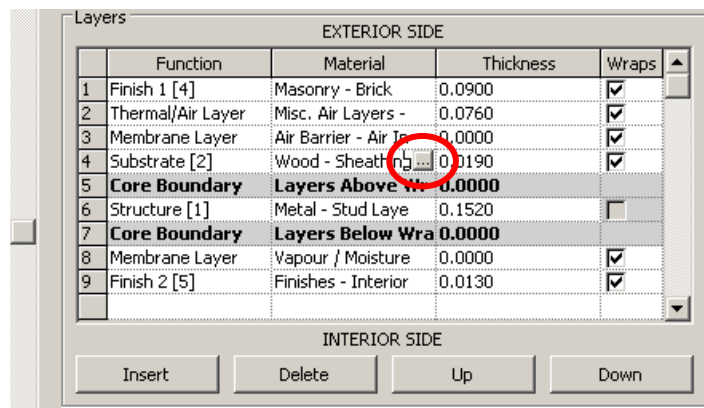 Layers
EXTERIOR SIDE
Function Material Thickness Wraps
1 Finish 1 [4] Masonry - Brick 0.0900
2 Thermal/Air Layer Misc. Air Layers - 0.0760
3 Membrane Layer Air Barrier - Air In 0.0000
4 Substrate [2] Wood - Sheathing ... 0.0190
5 Core Boundary Layers Above Wr 0.0000
6 Structure [1] Metal - Stud Laye 0.1520
7 Core Boundary Layers Below Wra 0.0000
8 Membrane Layer Vapour / Moisture 0.0000
9 Finish 2 [5] Finishes - Interior 0.0130
INTERIOR SIDE
Insert Delete Up Down